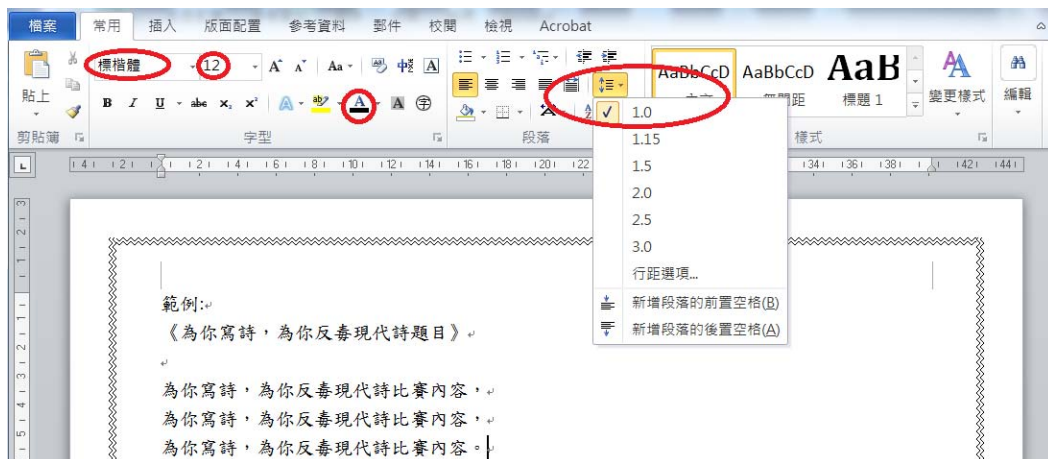 檔案 常用 插入 版面配置 參考資料 郵件 校閱 檢視 Acrobat
標楷體 12 A A Aa 中 A
貼上 B I U abc x₂ x² A ab A A 字
AaBbCcD AaBbCcD AaB
標題 1 變更樣式 編輯
剪貼簿 字型 段落 樣式
1.0
1.15
1.5
2.0
2.5
3.0
行距選項...
新增段落的前置空格(B)
新增段落的後置空格(A)
範例:
《為你寫詩,為你反毒現代詩題目》
為你寫詩,為你反毒現代詩比賽內容,
為你寫詩,為你反毒現代詩比賽內容,
為你寫詩,為你反毒現代詩比賽內容。